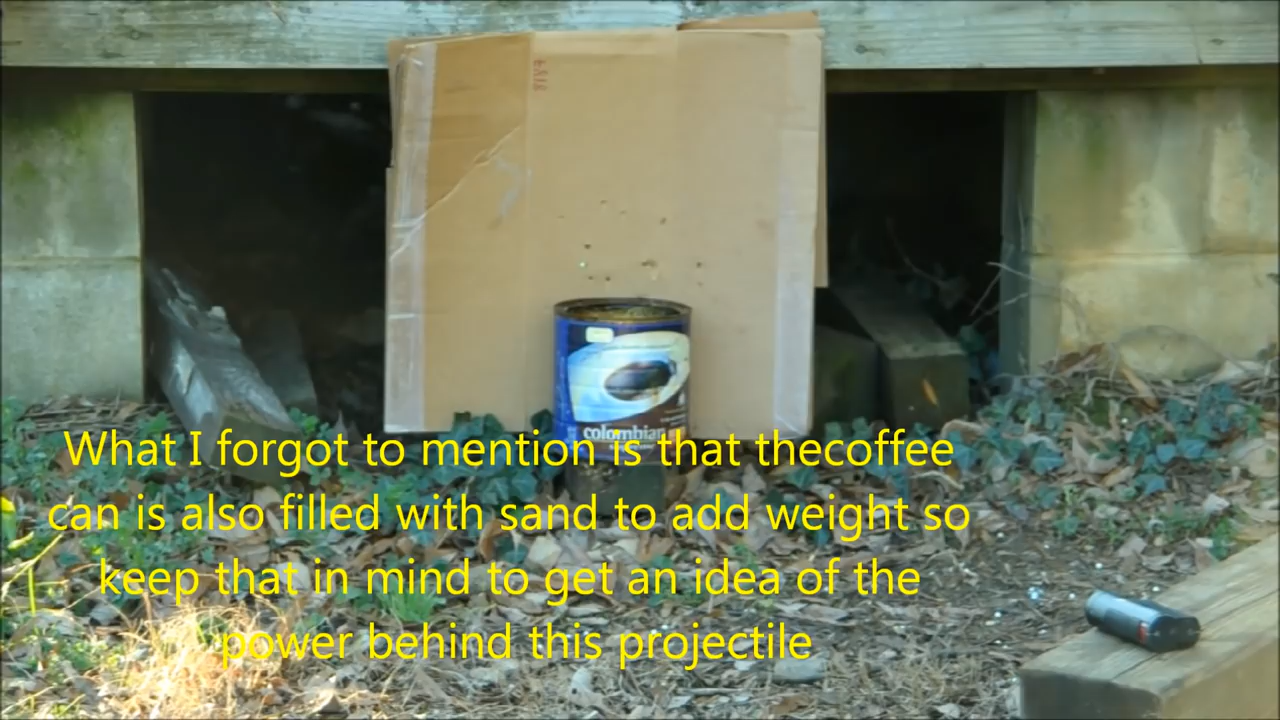 colombian
What I forgot to mention is that thecoffee
can is also filled with sand to add weight so
keep that in mind to get an idea of the
power behind this projectile